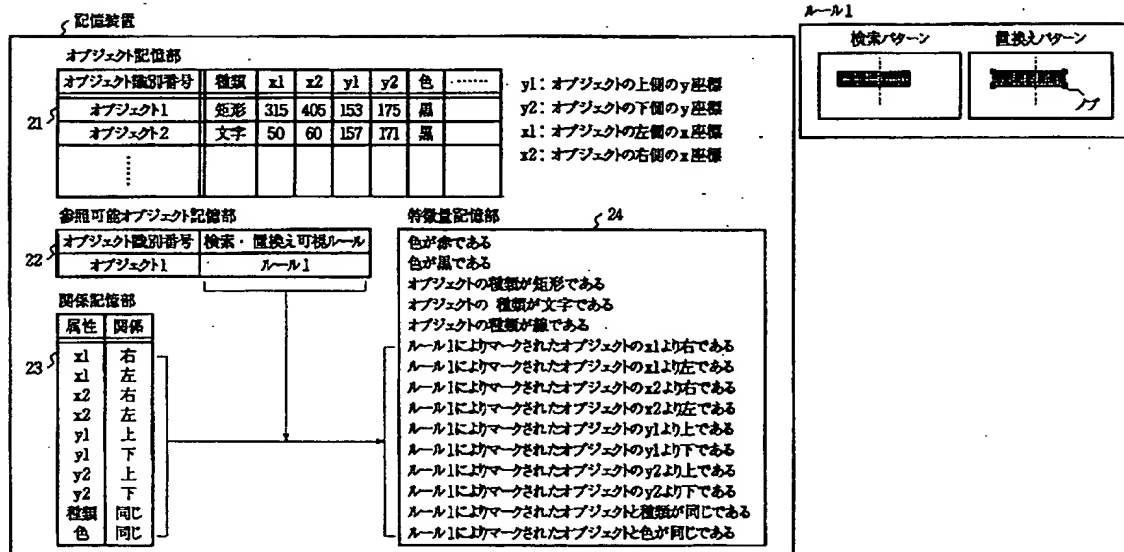 記憶装置
オブジェクト記憶部
オブジェクト識別番号 種類 x1 x2 y1 y2 色 ‥‥‥
オブジェクト1 矩形 315 405 153 175 黒
オブジェクト2 文字 50 60 157 171 黒
21
y1: オブジェクトの上側のy座標
y2: オブジェクトの下側のy座標
x1: オブジェクトの左側のx座標
x2: オブジェクトの右側のx座標
参照可能オブジェクト記憶部
オブジェクト識別番号 検索・置換え可視ルール
オブジェクト1 ルール1
22
関係記憶部
属性 関係
x1 右
x1 左
x2 右
x2 左
y1 上
y1 下
y2 上
y2 下
種類 同じ
色 同じ
23
特徴量記憶部
24
色が赤である
色が黒である
オブジェクトの種類が矩形である
オブジェクトの 種類が文字である
オブジェクトの種類が線である
ルール1によりマークされたオブジェクトのx1より右である
ルール1によりマークされたオブジェクトのx1より左である
ルール1によりマークされたオブジェクトのx2より右である
ルール1によりマークされたオブジェクトのx2より左である
ルール1によりマークされたオブジェクトのy1より上である
ルール1によりマークされたオブジェクトのy1より下である
ルール1によりマークされたオブジェクトのy2より上である
ルール1によりマークされたオブジェクトのy2より下である
ルール1によりマークされたオブジェクトと種類が同じである
ルール1によりマークされたオブジェクトと色が同じである
ルール1
検索パターン 置換えパターン
ノブ